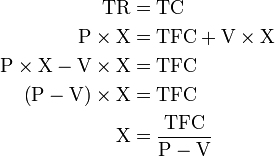 TR = TC
P × X = TFC + V × X
P × X − V × X = TFC
(P − V) × X = TFC
X = TFC / P − V